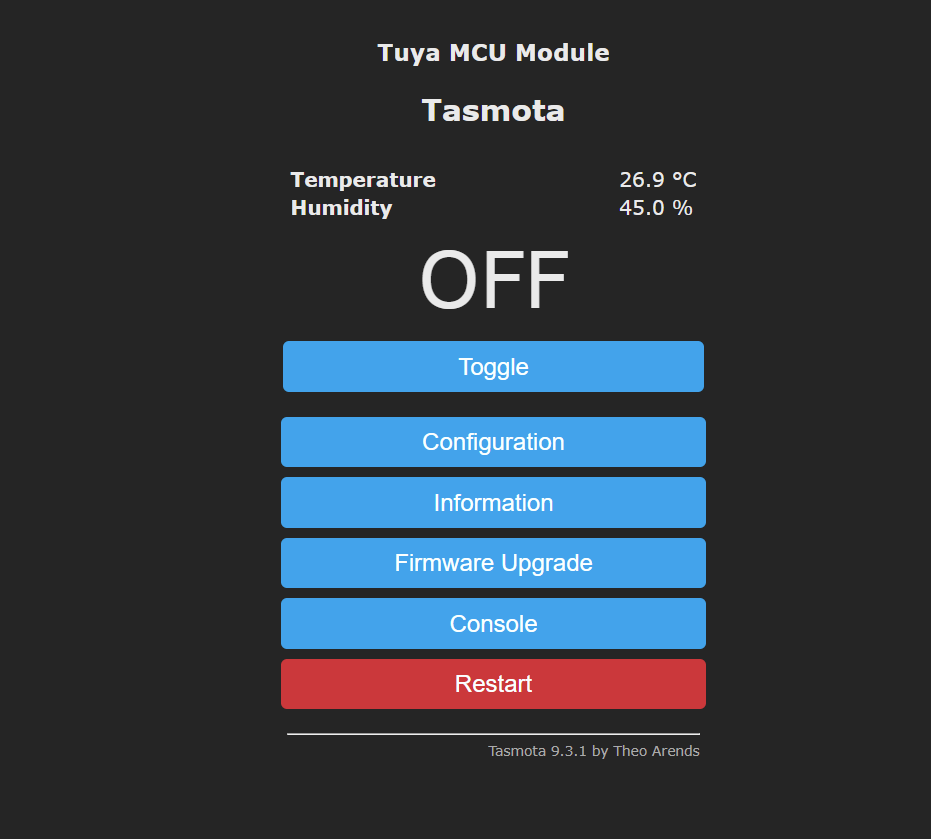 Tuya MCU Module
Tasmota
Temperature 26.9 °C
Humidity 45.0 %
OFF
Toggle
Configuration
Information
Firmware Upgrade
Console
Restart
Tasmota 9.3.1 by Theo Arends